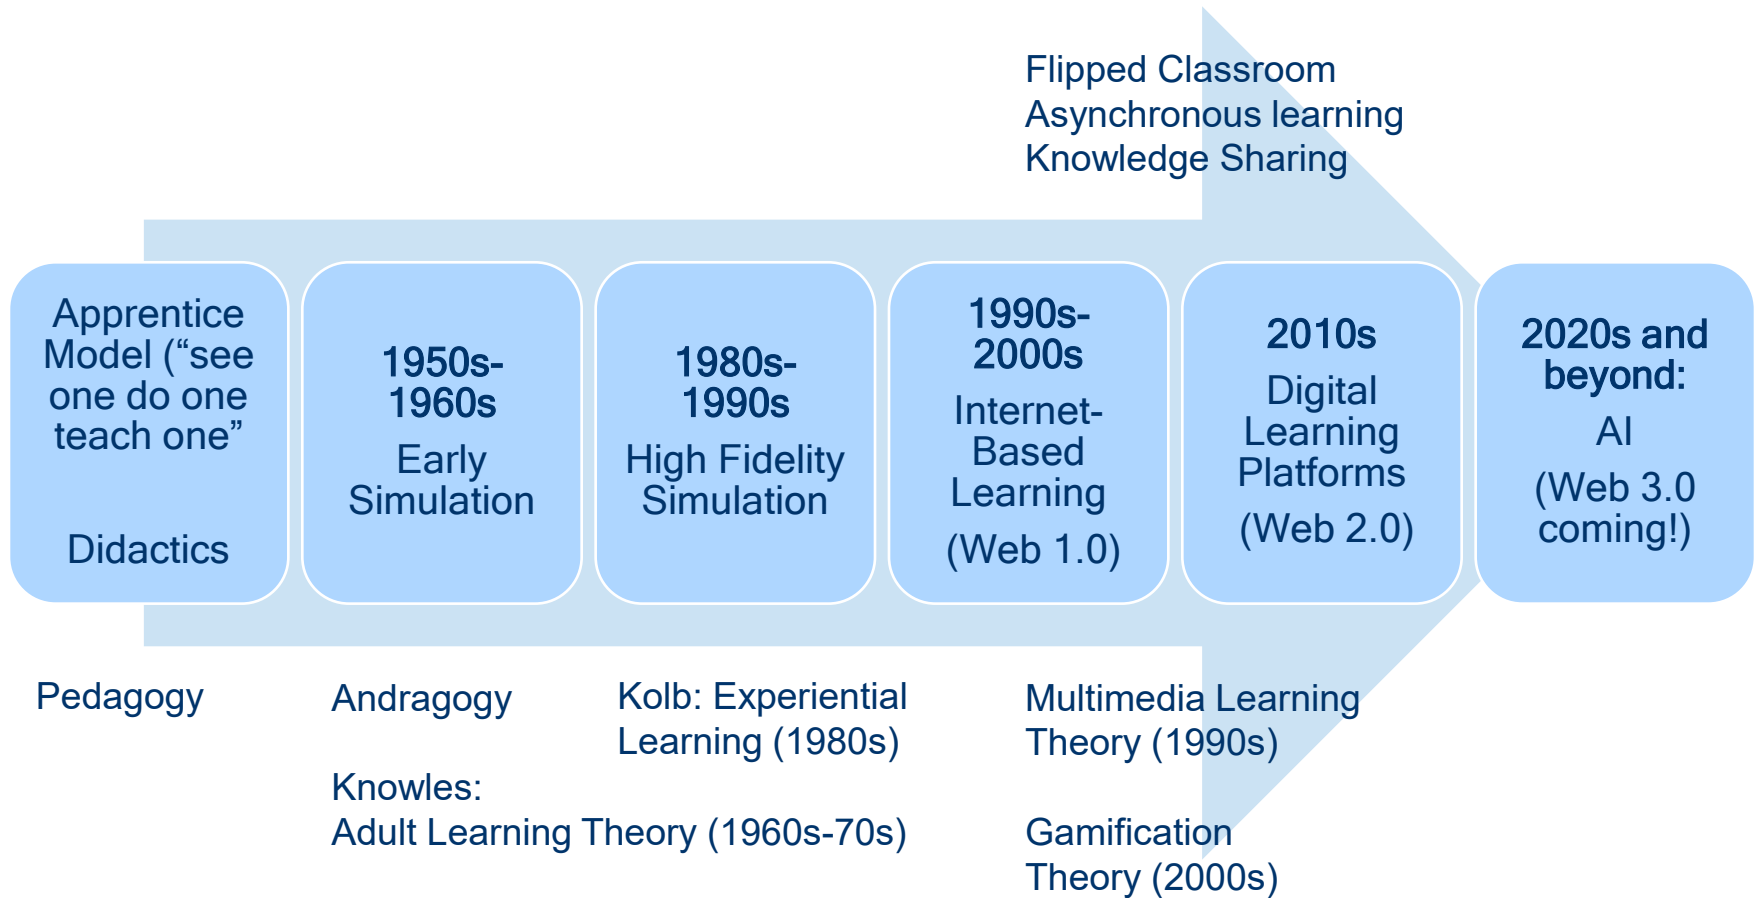 Flipped Classroom
Asynchronous learning
Knowledge Sharing
Apprentice
Model (“see
one do one
teach one”
Didactics
1950s-
1960s
Early
Simulation
1980s-
1990s
High Fidelity
Simulation
1990s-
2000s
Internet-
Based
Learning
(Web 1.0)
2010s
Digital
Learning
Platforms
(Web 2.0)
2020s and
beyond:
AI
(Web 3.0
coming!)
Pedagogy
Andragogy
Knowles:
Adult Learning Theory (1960s-70s)
Kolb: Experiential
Learning (1980s)
Multimedia Learning
Theory (1990s)
Gamification
Theory (2000s)